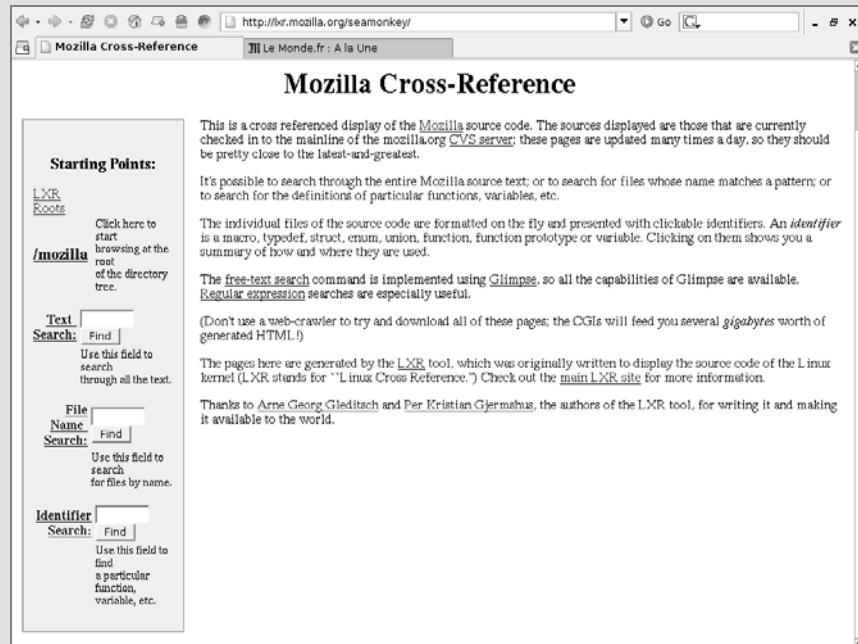 http://lxr.mozilla.org/seamonkey/
Go
Mozilla Cross-Reference
Le Monde.fr : A la Une
Mozilla Cross-Reference
Starting Points:
LXR
Roots
/mozilla
Click here to
start
browsing at the
root
of the directory
tree.
Text
Search:
Find
Use this field to
search
through all the text.
File
Name
Search:
Find
Use this field to
search
for files by name.
Identifier
Search:
Find
Use this field to
find
a particular
function,
variable, etc.
This is a cross referenced display of the Mozilla source code. The sources displayed are those that are currently
checked in to the mainline of the mozilla.org CVS server; these pages are updated many times a day, so they should
be pretty close to the latest-and-greatest.
It's possible to search through the entire Mozilla source text; or to search for files whose name matches a pattern; or
to search for the definitions of particular functions, variables, etc.
The individual files of the source code are formatted on the fly and presented with clickable identifiers. An identifier
is a macro, typedef, struct, enum, union, function, function prototype or variable. Clicking on them shows you a
summary of how and where they are used.
The free-text search command is implemented using Glimpse, so all the capabilities of Glimpse are available.
Regular expression searches are especially useful.
(Don't use a web-crawler to try and download all of these pages; the CGIs will feed you several gigabytes worth of
generated HTML!)
The pages here are generated by the LXR tool, which was originally written to display the source code of the Linux
kernel (LXR stands for ``Linux Cross Reference.'') Check out the main LXR site for more information.
Thanks to Arne Georg Gleditsch and Per Kristian Gjermshus, the authors of the LXR tool, for writing it and making
it available to the world.